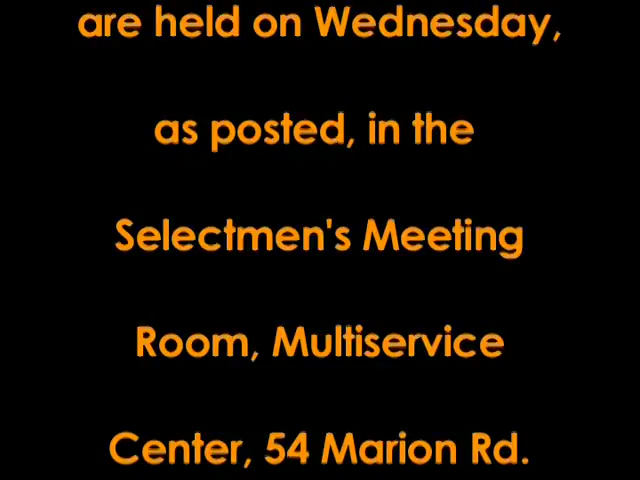 are held on Wednesday,
as posted, in the
Selectmen's Meeting
Room, Multiservice
Center, 54 Marion Rd.